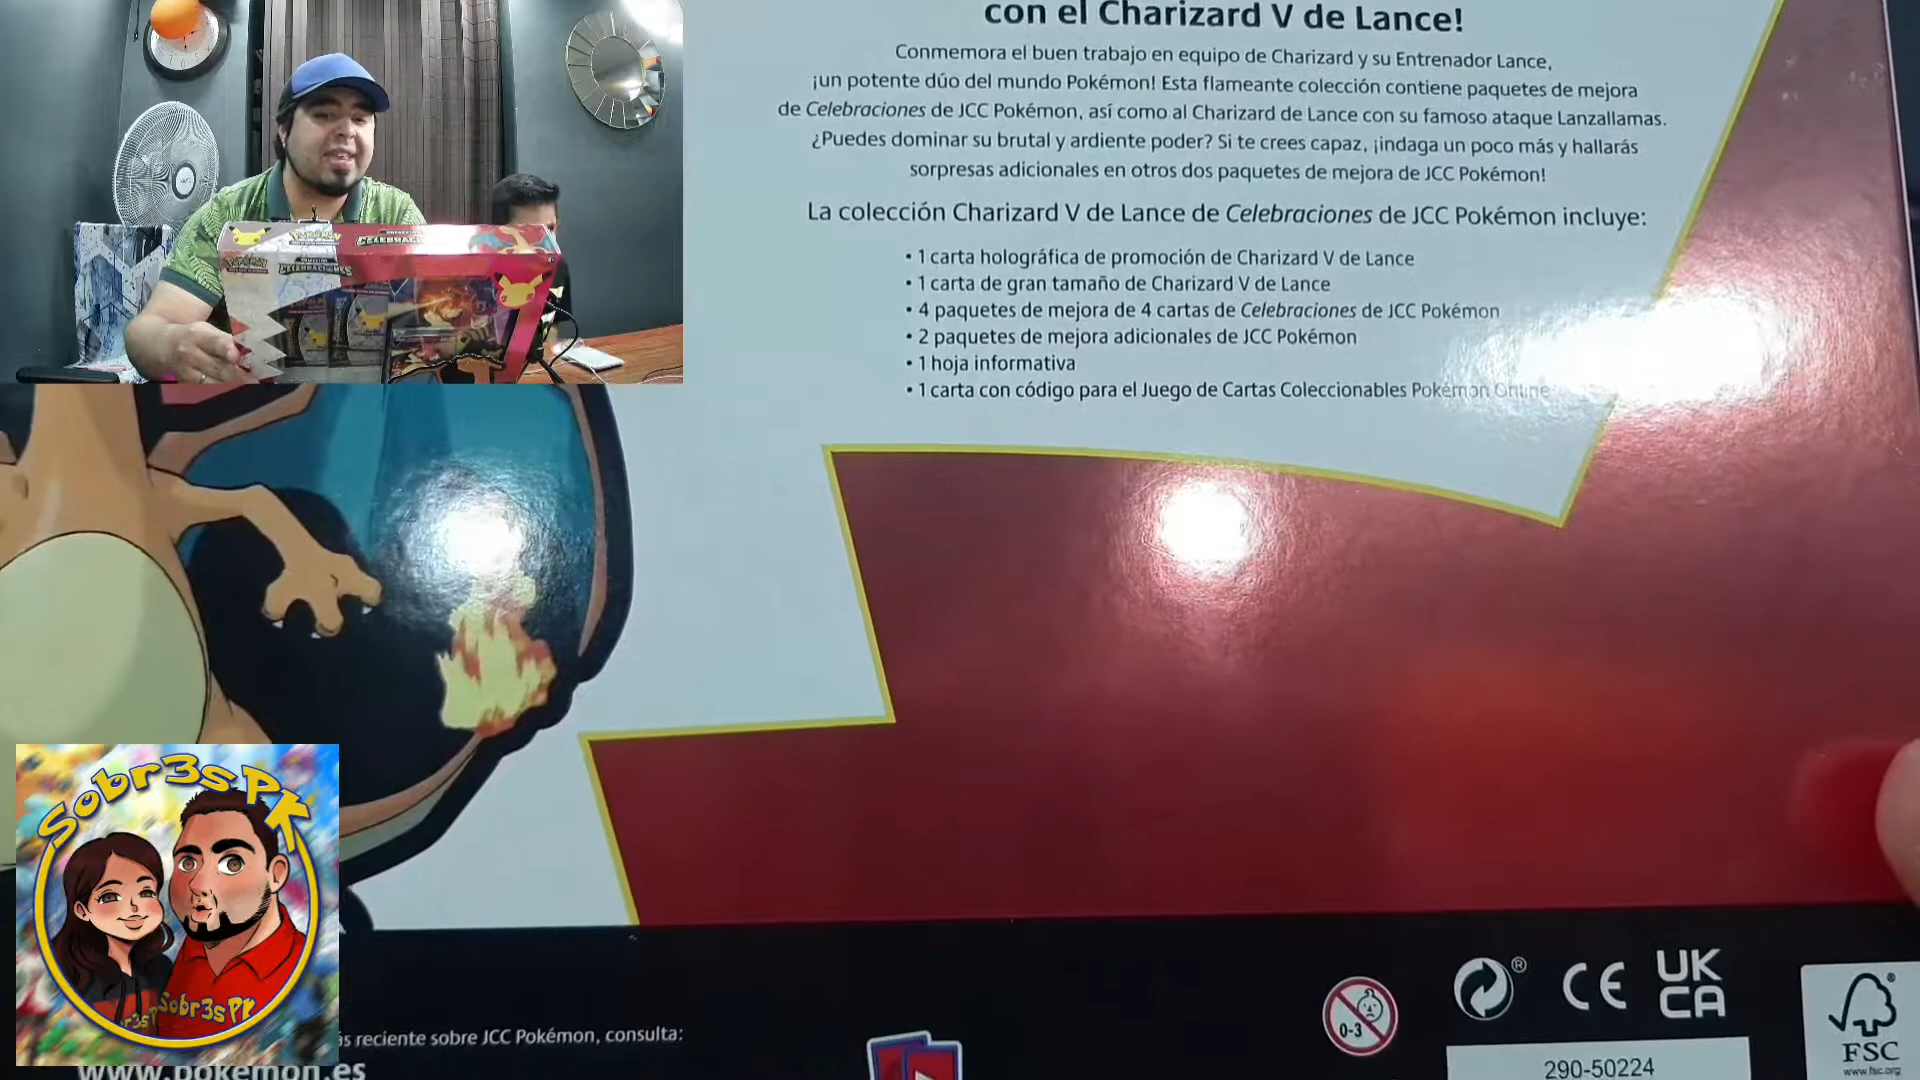 con el Charizard V de Lance!
Conmemora el buen trabajo en equipo de Charizard y su Entrenador Lance,
¡un potente dúo del mundo Pokémon! Esta flameante colección contiene paquetes de mejora
de Celebraciones de JCC Pokémon, así como al Charizard de Lance con su famoso ataque Lanzallamas.
¿Puedes dominar su brutal y ardiente poder? Si te crees capaz, ¡indaga un poco más y hallarás
sorpresas adicionales en otros dos paquetes de mejora de JCC Pokémon!
La colección Charizard V de Lance de Celebraciones de JCC Pokémon incluye:
• 1 carta holográfica de promoción de Charizard V de Lance
• 1 carta de gran tamaño de Charizard V de Lance
• 4 paquetes de mejora de 4 cartas de Celebraciones de JCC Pokémon
• 2 paquetes de mejora adicionales de JCC Pokémon
• 1 hoja informativa
• 1 carta con código para el Juego de Cartas Coleccionables Pokémon Online
POKÉMON
CELEBRACIONES
Sobr3sPK
Sobr3sPK
ás reciente sobre JCC Pokémon, consulta:
www.pokemon.es
0-3
®
CE
UK
CA
290-50224
®
FSC
www.fsc.org